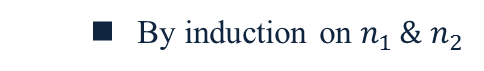 ■ By induction on n₁ & n₂